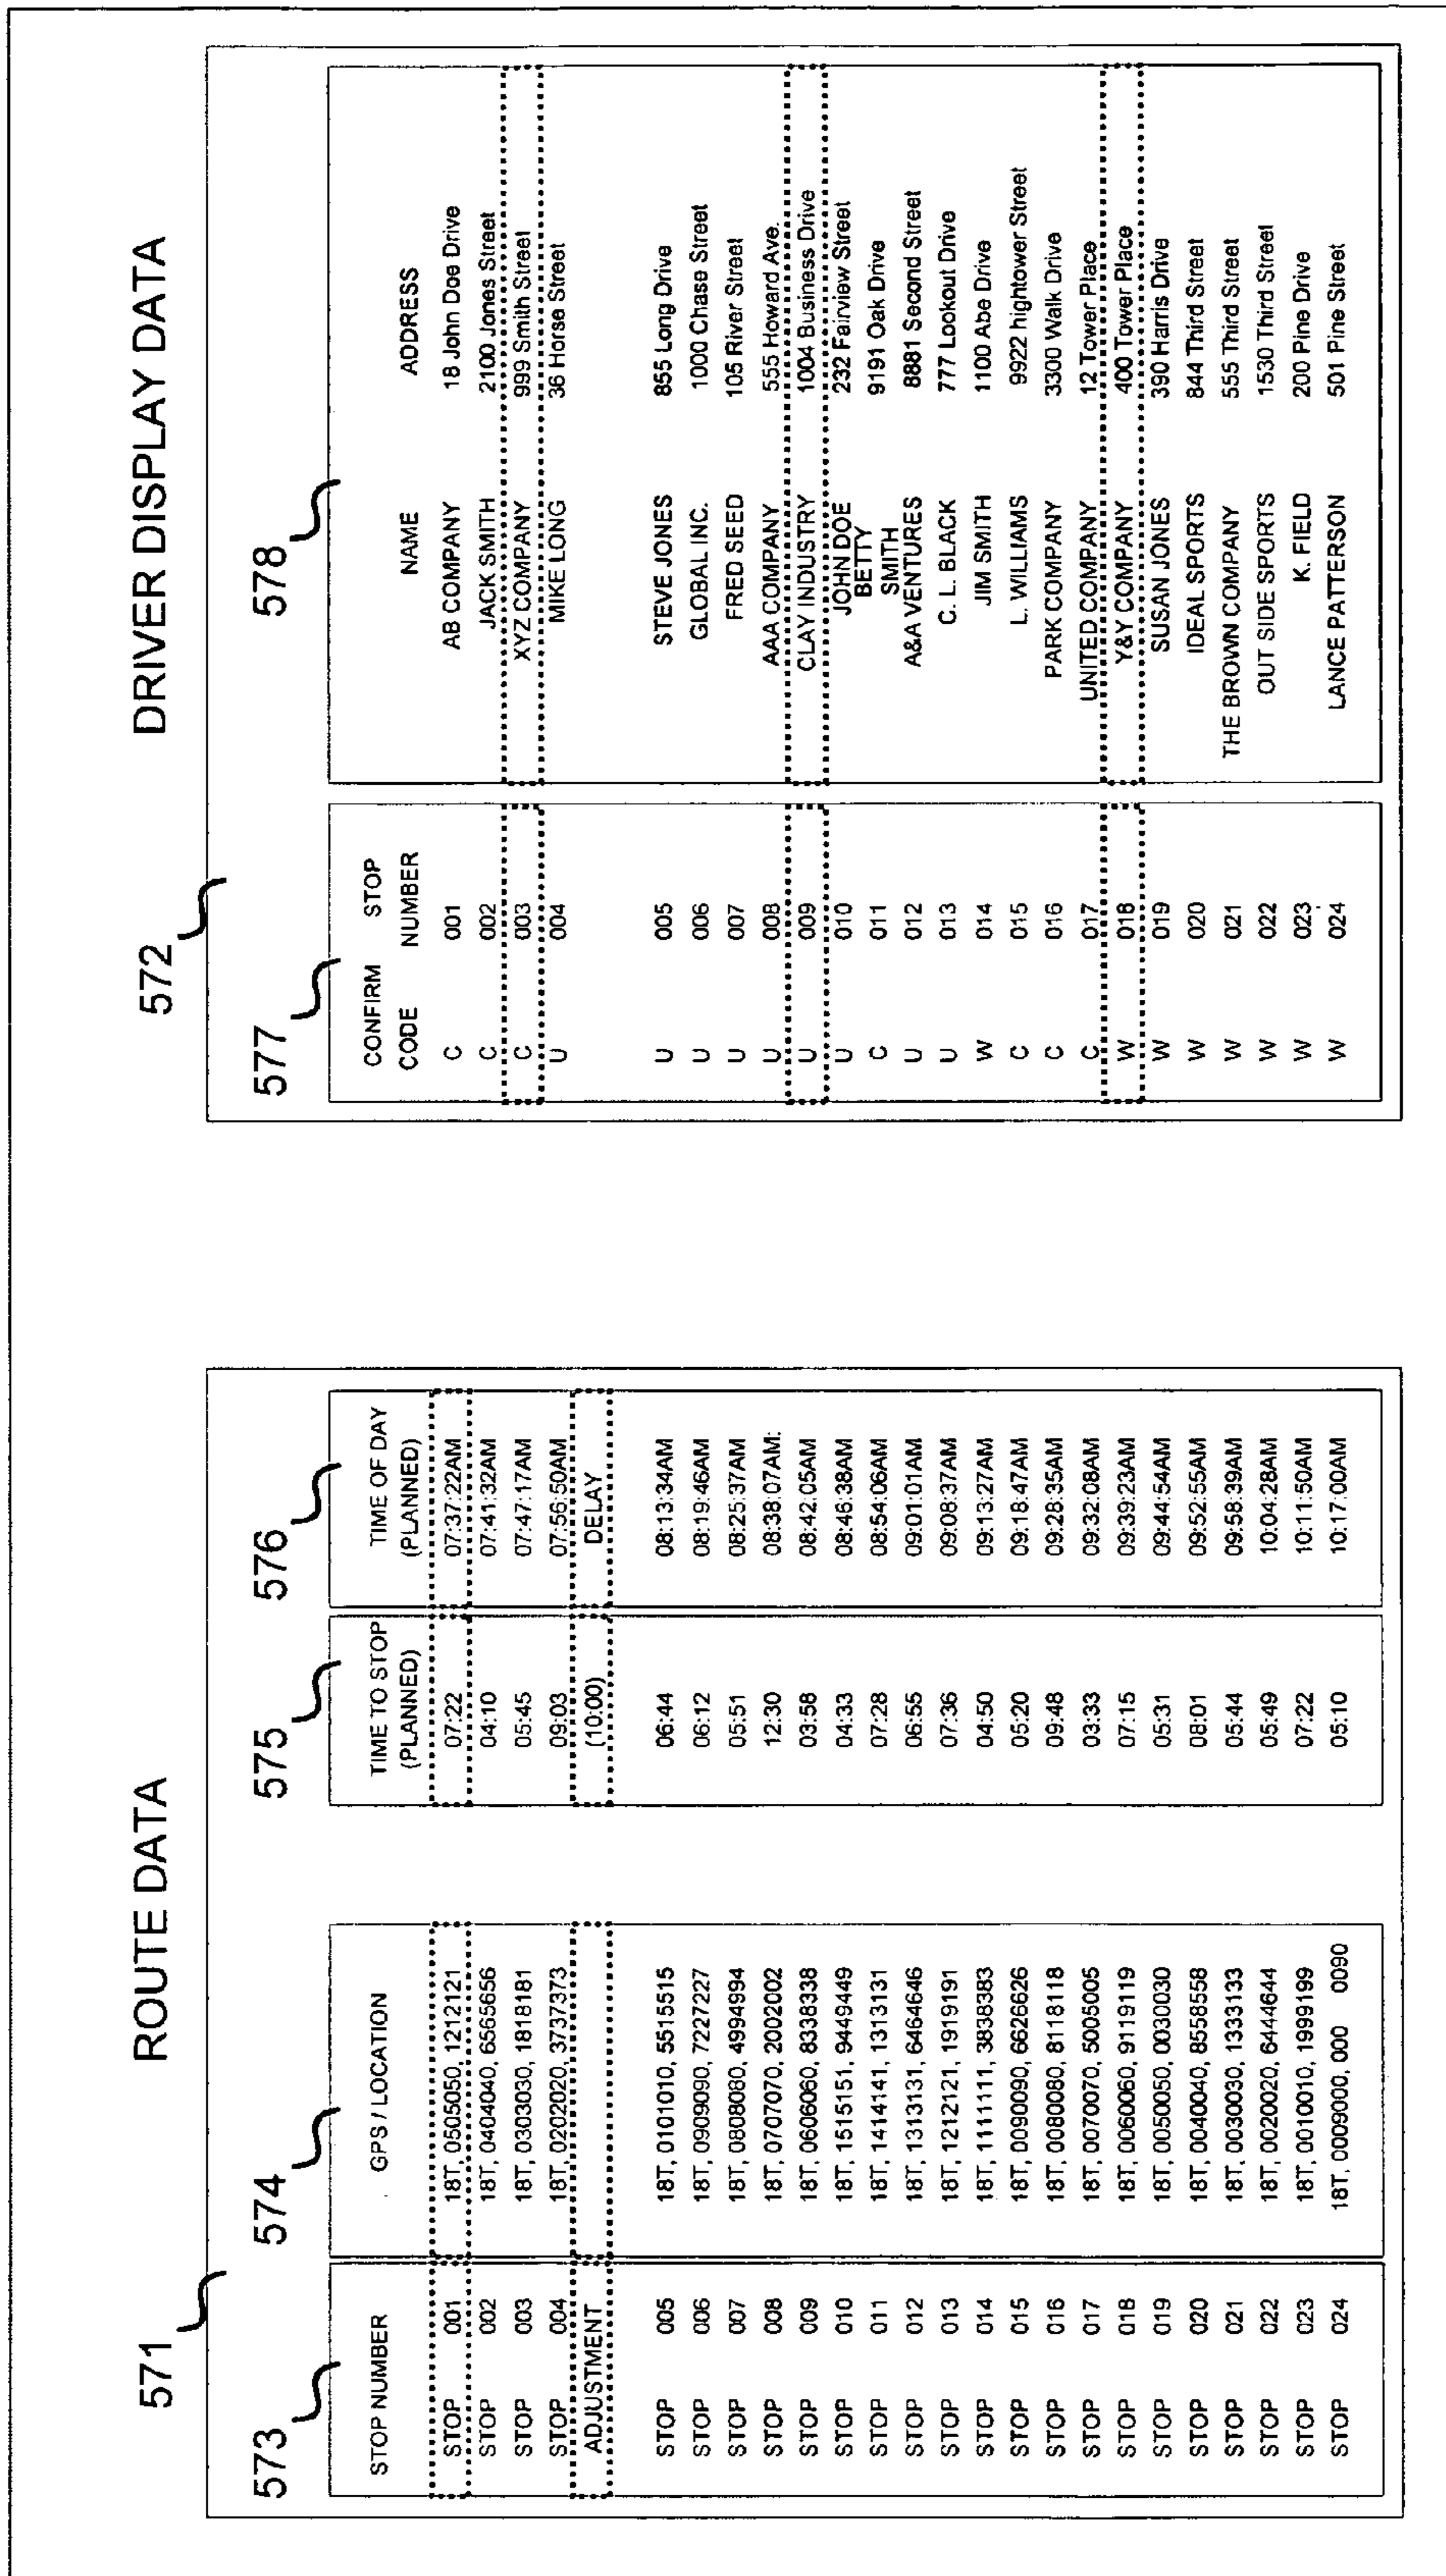 ROUTE DATA
571
573
574
575
576
STOP NUMBER GPS / LOCATION TIME TO STOP (PLANNED) TIME OF DAY (PLANNED)
STOP 001 18T, 0505050, 1212121 07:22 07:37:22AM
STOP 002 18T, 0404040, 6565656 04:10 07:41:32AM
STOP 003 18T, 0303030, 1818181 05:45 07:47:17AM
STOP 004 18T, 0202020, 3737373 09:03 07:56:50AM
ADJUSTMENT (10:00) DELAY
STOP 005 18T, 0101010, 5515515 06:44 08:13:34AM
STOP 006 18T, 0909090, 7227227 06:12 08:19:46AM
STOP 007 18T, 0808080, 4994994 05:51 08:25:37AM
STOP 008 18T, 0707070, 2002002 12:30 08:38:07AM:
STOP 009 18T, 0606060, 8338338 03:58 08:42:05AM
STOP 010 18T, 1515151, 9449449 04:33 08:46:38AM
STOP 011 18T, 1414141, 1313131 07:28 08:54:06AM
STOP 012 18T, 1313131, 6464646 06:55 09:01:01AM
STOP 013 18T, 1212121, 1919191 07:36 09:08:37AM
STOP 014 18T, 1111111, 3838383 04:50 09:13:27AM
STOP 015 18T, 0090090, 6626626 05:20 09:18:47AM
STOP 016 18T, 0080080, 8118118 09:48 09:28:35AM
STOP 017 18T, 0070070, 5005005 03:33 09:32:08AM
STOP 018 18T, 0060060, 9119119 07:15 09:39:23AM
STOP 019 18T, 0050050, 0030030 05:31 09:44:54AM
STOP 020 18T, 0040040, 8558558 08:01 09:52:55AM
STOP 021 18T, 0030030, 1333133 05:44 09:58:39AM
STOP 022 18T, 0020020, 6444644 05:49 10:04:28AM
STOP 023 18T, 0010010, 1999199 07:22 10:11:50AM
STOP 024 18T, 0009000, 000 0090 05:10 10:17:00AM
DRIVER DISPLAY DATA
572
577
578
CONFIRM CODE STOP NUMBER NAME ADDRESS
C 001 AB COMPANY 18 John Doe Drive
C 002 JACK SMITH 2100 Jones Street
C 003 XYZ COMPANY 999 Smith Street
U 004 MIKE LONG 36 Horse Street
U 005 STEVE JONES 855 Long Drive
U 006 GLOBAL INC. 1000 Chase Street
U 007 FRED SEED 105 River Street
U 008 AAA COMPANY 555 Howard Ave.
U 009 CLAY INDUSTRY 1004 Business Drive
U 010 JOHN DOE 232 Fairview Street
C 011 BETTY SMITH 9191 Oak Drive
U 012 A&A VENTURES 8881 Second Street
U 013 C. L. BLACK 777 Lookout Drive
W 014 JIM SMITH 1100 Abe Drive
C 015 L. WILLIAMS 9922 hightower Street
C 016 PARK COMPANY 3300 Walk Drive
C 017 UNITED COMPANY 12 Tower Place
W 018 Y&Y COMPANY 400 Tower Place
W 019 SUSAN JONES 390 Harris Drive
W 020 IDEAL SPORTS 844 Third Street
W 021 THE BROWN COMPANY 555 Third Street
W 022 OUT SIDE SPORTS 1530 Third Street
W 023 K. FIELD 200 Pine Drive
W 024 LANCE PATTERSON 501 Pine Street